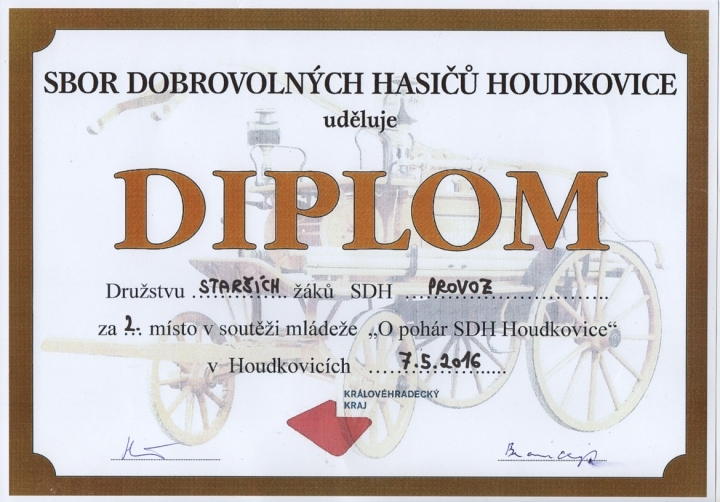 SBOR DOBROVOLNÝCH HASIČŮ HOUDKOVICE
uděluje
DIPLOM
Družstvu STARŠÍCH žáků SDH PROVOZ
za 2. místo v soutěži mládeže „O pohár SDH Houdkovice“
v Houdkovicích 7.5.2016
KRÁLOVÉHRADECKÝ
KRAJ